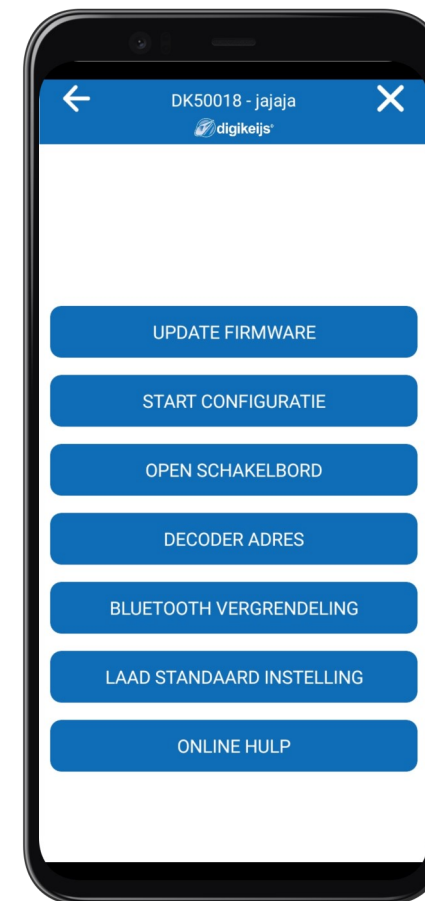 DK50018 - jajaja
digikeijs®
UPDATE FIRMWARE
START CONFIGURATIE
OPEN SCHAKELBORD
DECODER ADRES
BLUETOOTH VERGRENDELING
LAAD STANDAARD INSTELLING
ONLINE HULP